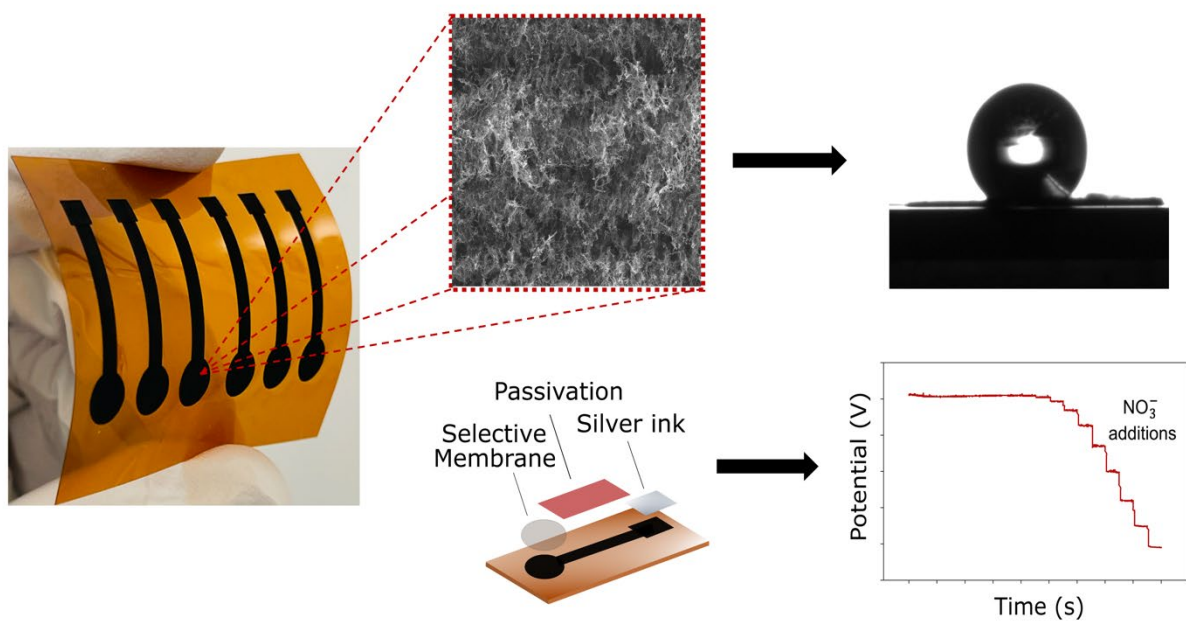 Passivation
Silver ink
Selective
Membrane
Potential (V)
NO₃⁻
additions
Time (s)